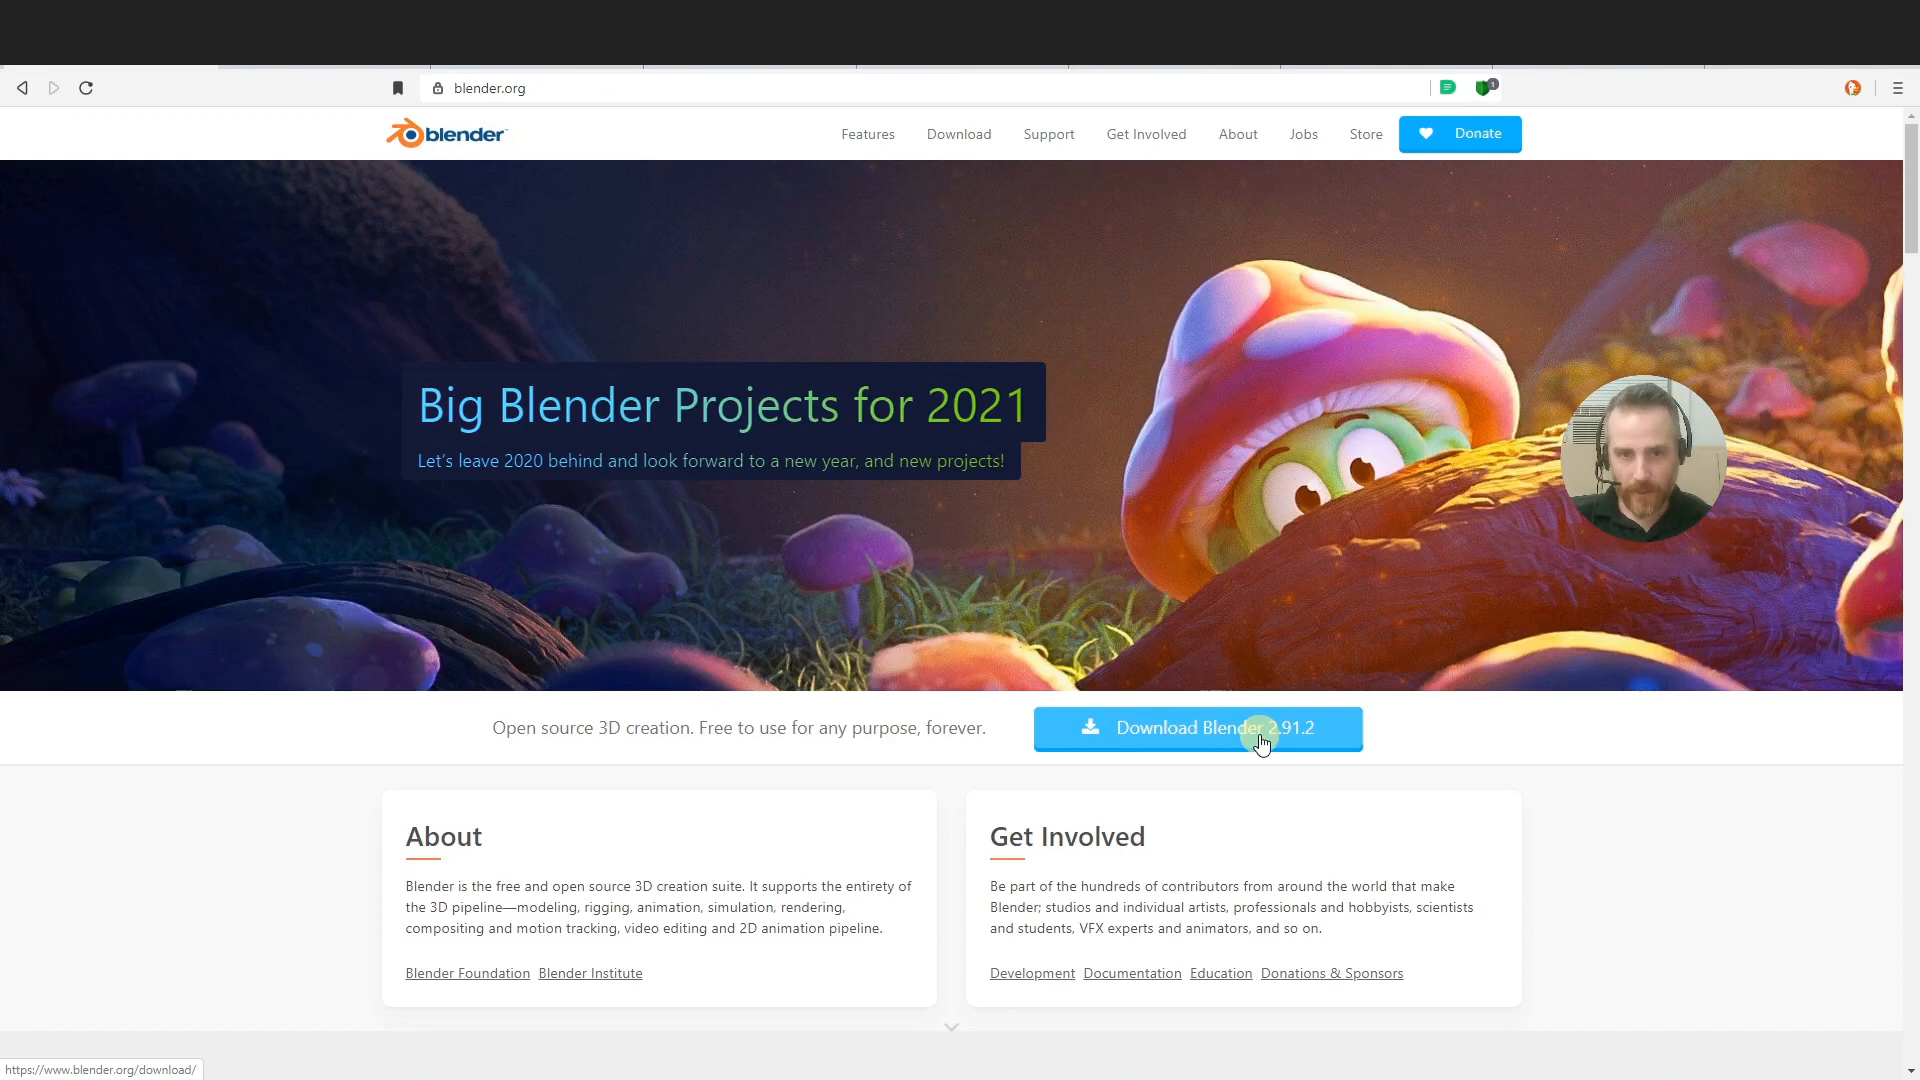 blender.org
1
blender™
Features
Download
Support
Get Involved
About
Jobs
Store
Donate
Big Blender Projects for 2021
Let's leave 2020 behind and look forward to a new year, and new projects!
Open source 3D creation. Free to use for any purpose, forever.
Download Blender 2.91.2
About
Blender is the free and open source 3D creation suite. It supports the entirety of
the 3D pipeline—modeling, rigging, animation, simulation, rendering,
compositing and motion tracking, video editing and 2D animation pipeline.
Blender Foundation Blender Institute
Get Involved
Be part of the hundreds of contributors from around the world that make
Blender; studios and individual artists, professionals and hobbyists, scientists
and students, VFX experts and animators, and so on.
Development Documentation Education Donations & Sponsors
https://www.blender.org/download/